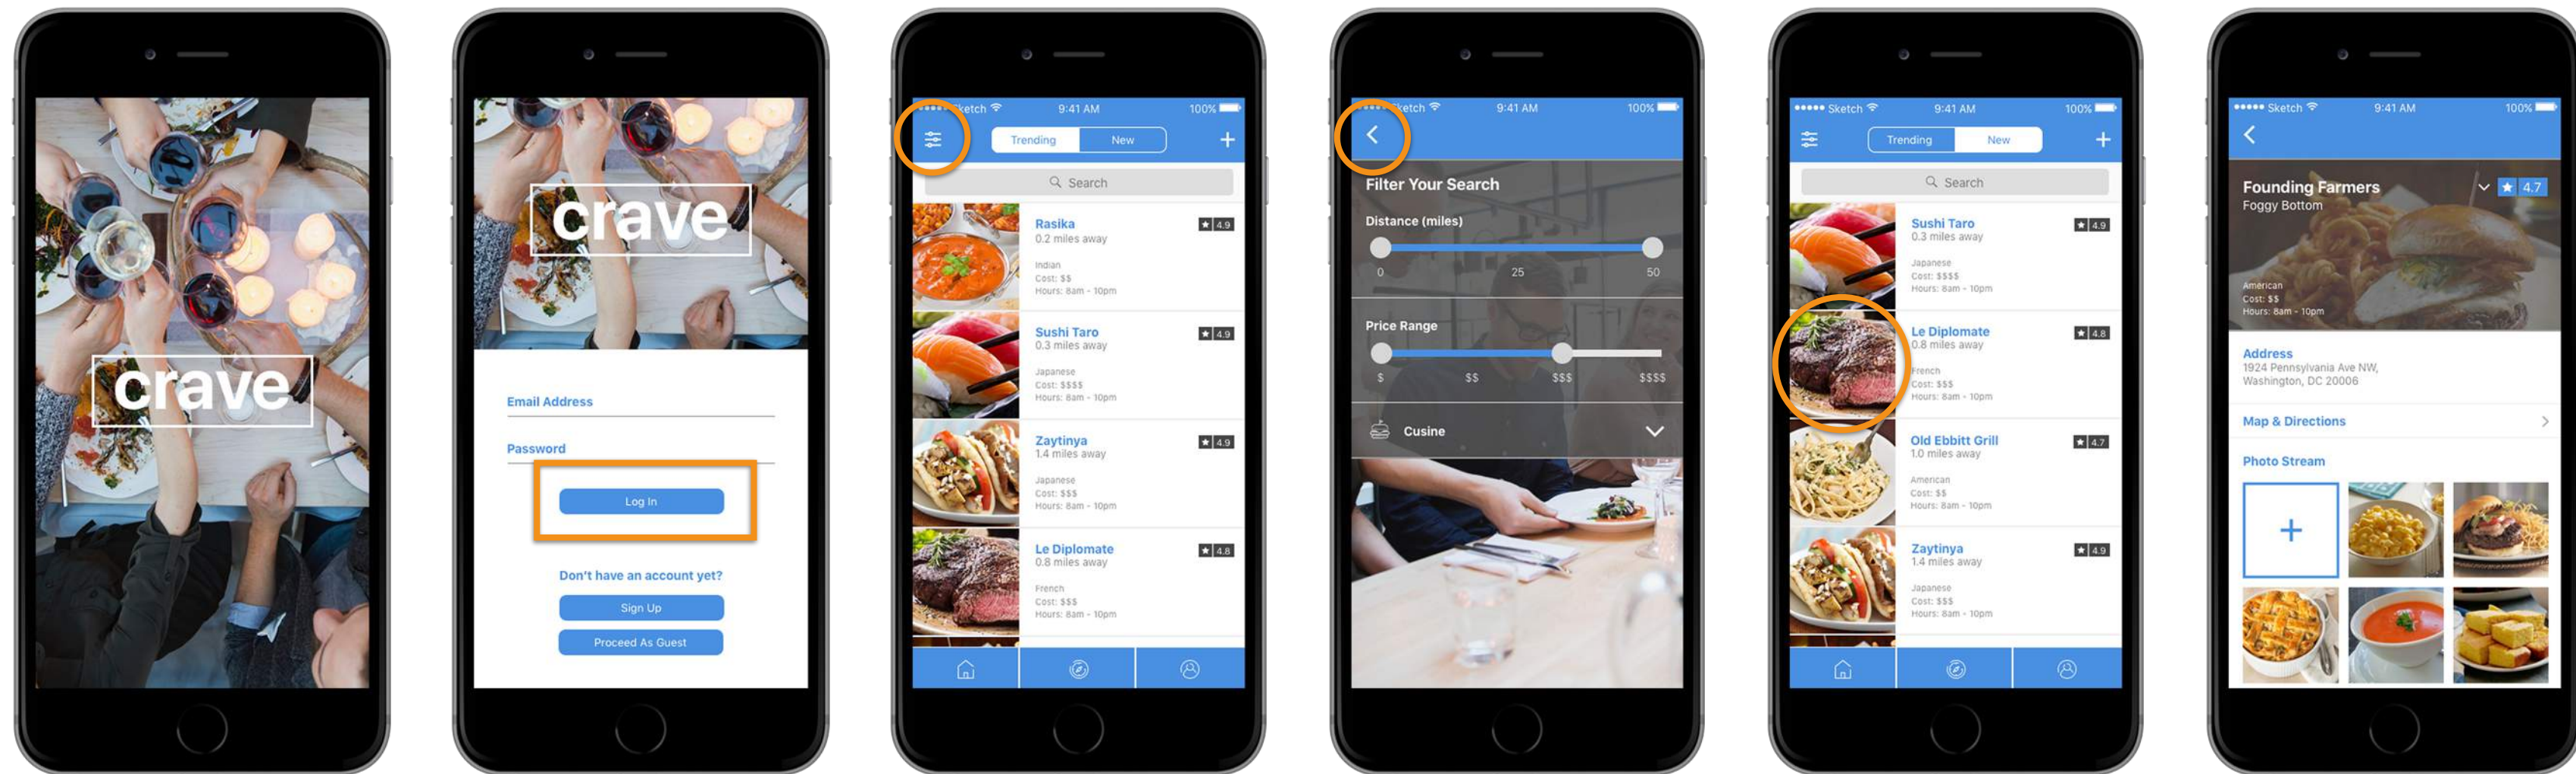 crave
crave
Email Address
Password
Log In
Don't have an account yet?
Sign Up
Proceed As Guest
Sketch 9:41 AM 100%
Trending New
Search
Rasika 4.9
0.2 miles away
Indian
Cost: $$
Hours: 8am - 10pm
Sushi Taro 4.9
0.3 miles away
Japanese
Cost: $$$$
Hours: 8am - 10pm
Zaytinya 4.9
1.4 miles away
Japanese
Cost: $$$
Hours: 8am - 10pm
Le Diplomate 4.8
0.8 miles away
French
Cost: $$$
Hours: 8am - 10pm
Sketch 9:41 AM 100%
Filter Your Search
Distance (miles)
0 25 50
Price Range
$ $$ $$$ $$$$
Cusine
Sketch 9:41 AM 100%
Trending New
Search
Sushi Taro 4.9
0.3 miles away
Japanese
Cost: $$$$
Hours: 8am - 10pm
Le Diplomate 4.8
0.8 miles away
French
Cost: $$$
Hours: 8am - 10pm
Old Ebbitt Grill 4.7
1.0 miles away
American
Cost: $$
Hours: 8am - 10pm
Zaytinya 4.9
1.4 miles away
Japanese
Cost: $$$
Hours: 8am - 10pm
Sketch 9:41 AM 100%
Founding Farmers 4.7
Foggy Bottom
American
Cost: $$
Hours: 8am - 10pm
Address
1924 Pennsylvania Ave NW,
Washington, DC 20006
Map & Directions
Photo Stream